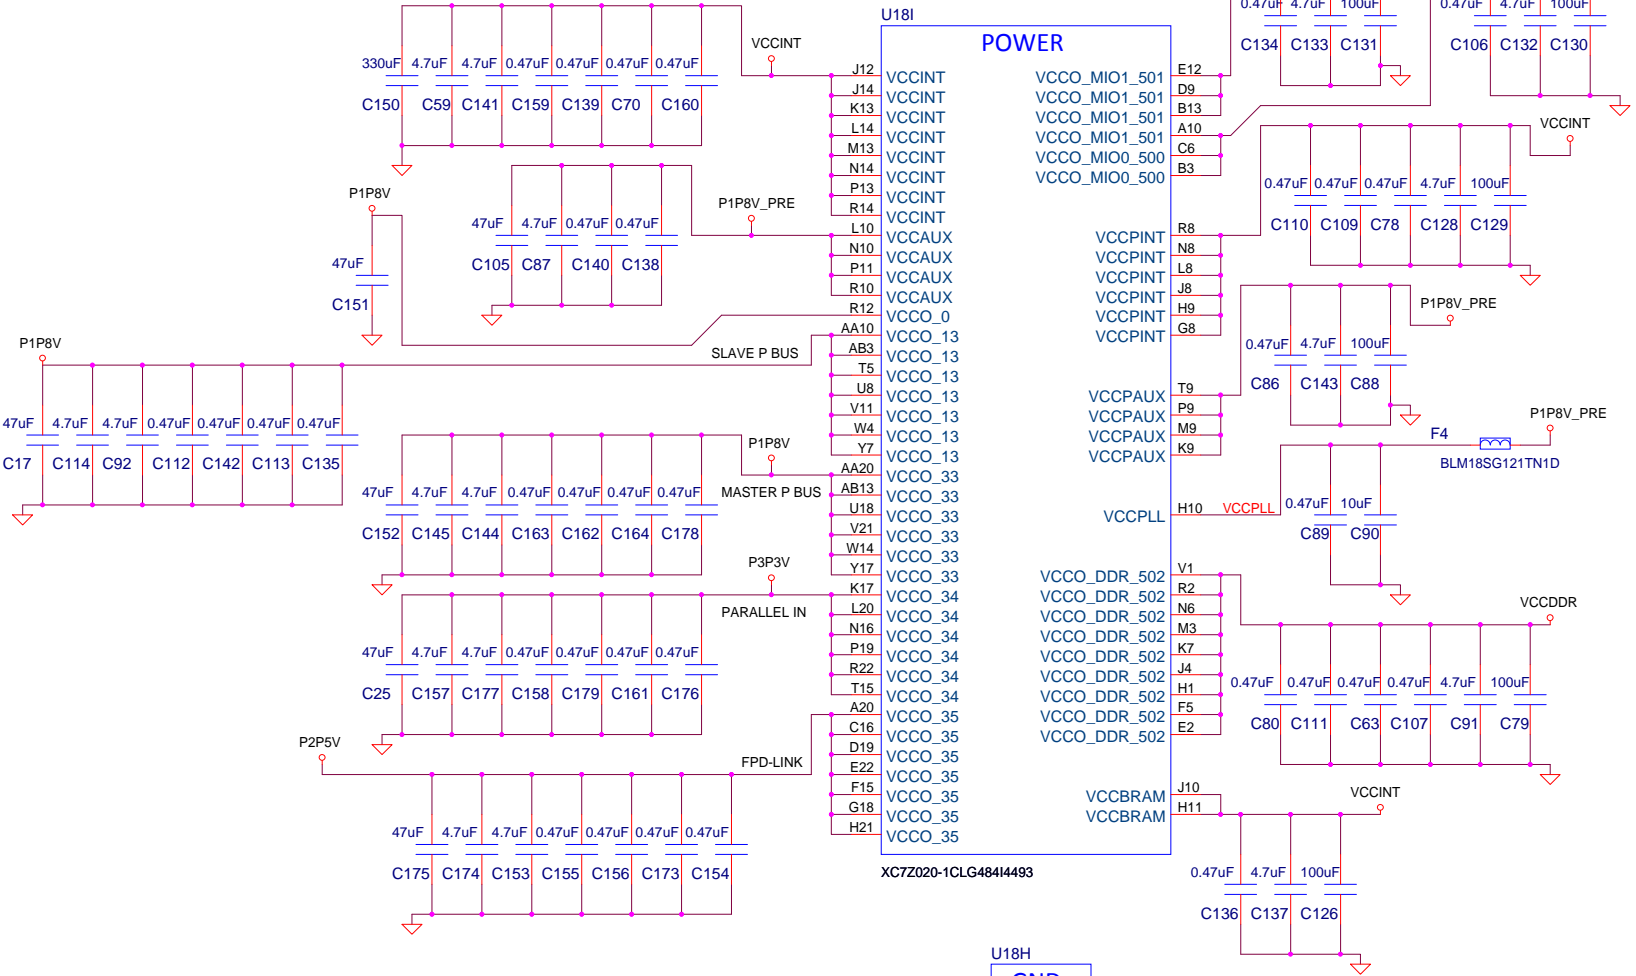 U18I
POWER
XC7Z020-1CLG484I4493
J12 VCCINT
J14 VCCINT
K13 VCCINT
L14 VCCINT
M13 VCCINT
N14 VCCINT
P13 VCCINT
R14 VCCINT
L10 VCCAUX
N10 VCCAUX
P11 VCCAUX
R10 VCCAUX
R12 VCCO_0
AA10 VCCO_13
AB3 VCCO_13
T5 VCCO_13
U8 VCCO_13
V11 VCCO_13
W4 VCCO_13
Y7 VCCO_13
AA20 VCCO_33
AB13 VCCO_33
U18 VCCO_33
V21 VCCO_33
W14 VCCO_33
Y17 VCCO_33
K17 VCCO_34
L20 VCCO_34
N16 VCCO_34
P19 VCCO_34
R22 VCCO_34
T15 VCCO_34
A20 VCCO_35
C16 VCCO_35
D19 VCCO_35
E22 VCCO_35
F15 VCCO_35
G18 VCCO_35
H21 VCCO_35
VCCO_MIO1_501 E12
VCCO_MIO1_501 D9
VCCO_MIO1_501 B13
VCCO_MIO1_501 A10
VCCO_MIO0_500 C6
VCCO_MIO0_500 B3
VCCPINT R8
VCCPINT N8
VCCPINT L8
VCCPINT J8
VCCPINT H9
VCCPINT G8
VCCPAUX T9
VCCPAUX P9
VCCPAUX M9
VCCPAUX K9
VCCPLL H10 VCCPLL
VCCO_DDR_502 V1
VCCO_DDR_502 R2
VCCO_DDR_502 N6
VCCO_DDR_502 M3
VCCO_DDR_502 K7
VCCO_DDR_502 J4
VCCO_DDR_502 H1
VCCO_DDR_502 F5
VCCO_DDR_502 E2
VCCBRAM J10
VCCBRAM H11
VCCINT
330uF 4.7uF 4.7uF 0.47uF 0.47uF 0.47uF 0.47uF
C150 C59 C141 C159 C139 C70 C160
P1P8V_PRE
47uF 4.7uF 0.47uF 0.47uF
C105 C87 C140 C138
P1P8V
47uF
C151
P1P8V
SLAVE P BUS
47uF 4.7uF 4.7uF 0.47uF 0.47uF 0.47uF 0.47uF
C17 C114 C92 C112 C142 C113 C135
P1P8V
MASTER P BUS
47uF 4.7uF 4.7uF 0.47uF 0.47uF 0.47uF 0.47uF
C152 C145 C144 C163 C162 C164 C178
P3P3V
PARALLEL IN
47uF 4.7uF 4.7uF 0.47uF 0.47uF 0.47uF 0.47uF
C25 C157 C177 C158 C179 C161 C176
P2P5V
FPD-LINK
47uF 4.7uF 4.7uF 0.47uF 0.47uF 0.47uF 0.47uF
C175 C174 C153 C155 C156 C173 C154
0.47uF 4.7uF 100uF
C134 C133 C131
0.47uF 4.7uF 100uF
C106 C132 C130
VCCINT
0.47uF 0.47uF 0.47uF 4.7uF 100uF
C110 C109 C78 C128 C129
P1P8V_PRE
0.47uF 4.7uF 100uF
C86 C143 C88
P1P8V_PRE
F4
BLM18SG121TN1D
0.47uF 10uF
C89 C90
VCCDDR
0.47uF 0.47uF 0.47uF 0.47uF 4.7uF 100uF
C80 C111 C63 C107 C91 C79
VCCINT
0.47uF 4.7uF 100uF
C136 C137 C126
U18H
GND